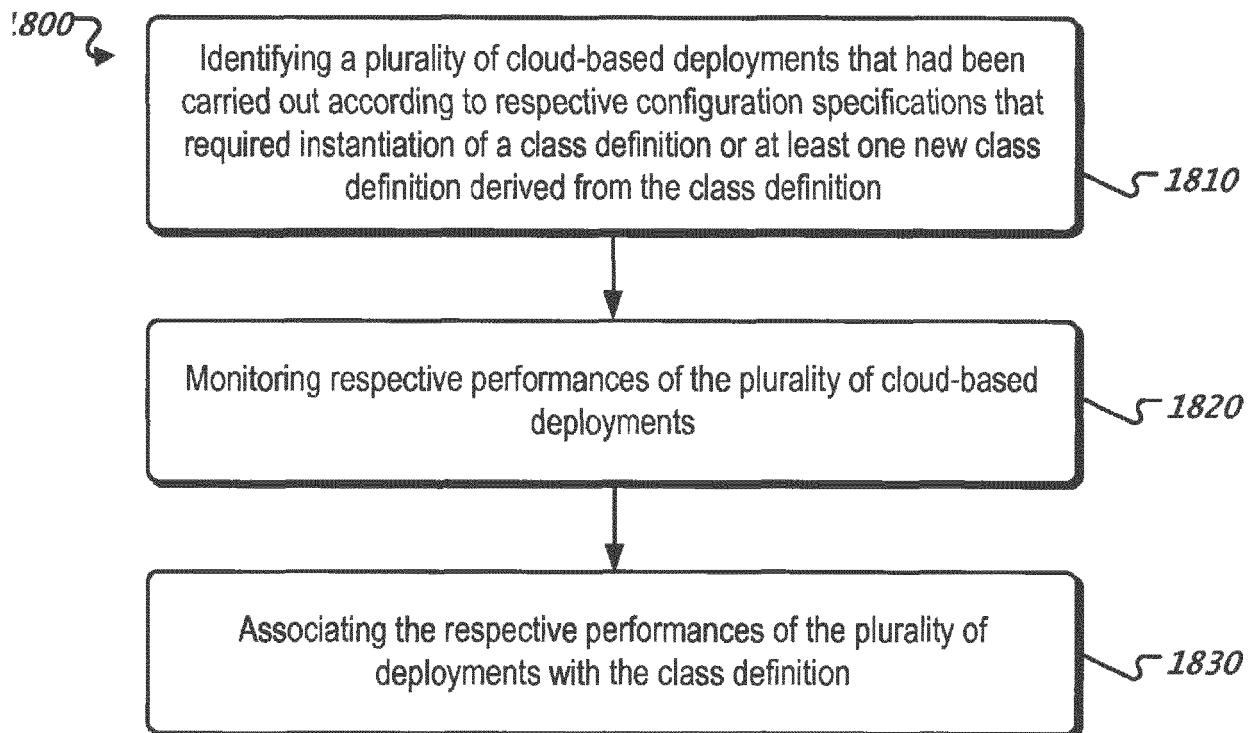 1800
Identifying a plurality of cloud-based deployments that had been
carried out according to respective configuration specifications that
required instantiation of a class definition or at least one new class
definition derived from the class definition
1810
Monitoring respective performances of the plurality of cloud-based
deployments
1820
Associating the respective performances of the plurality of
deployments with the class definition
1830